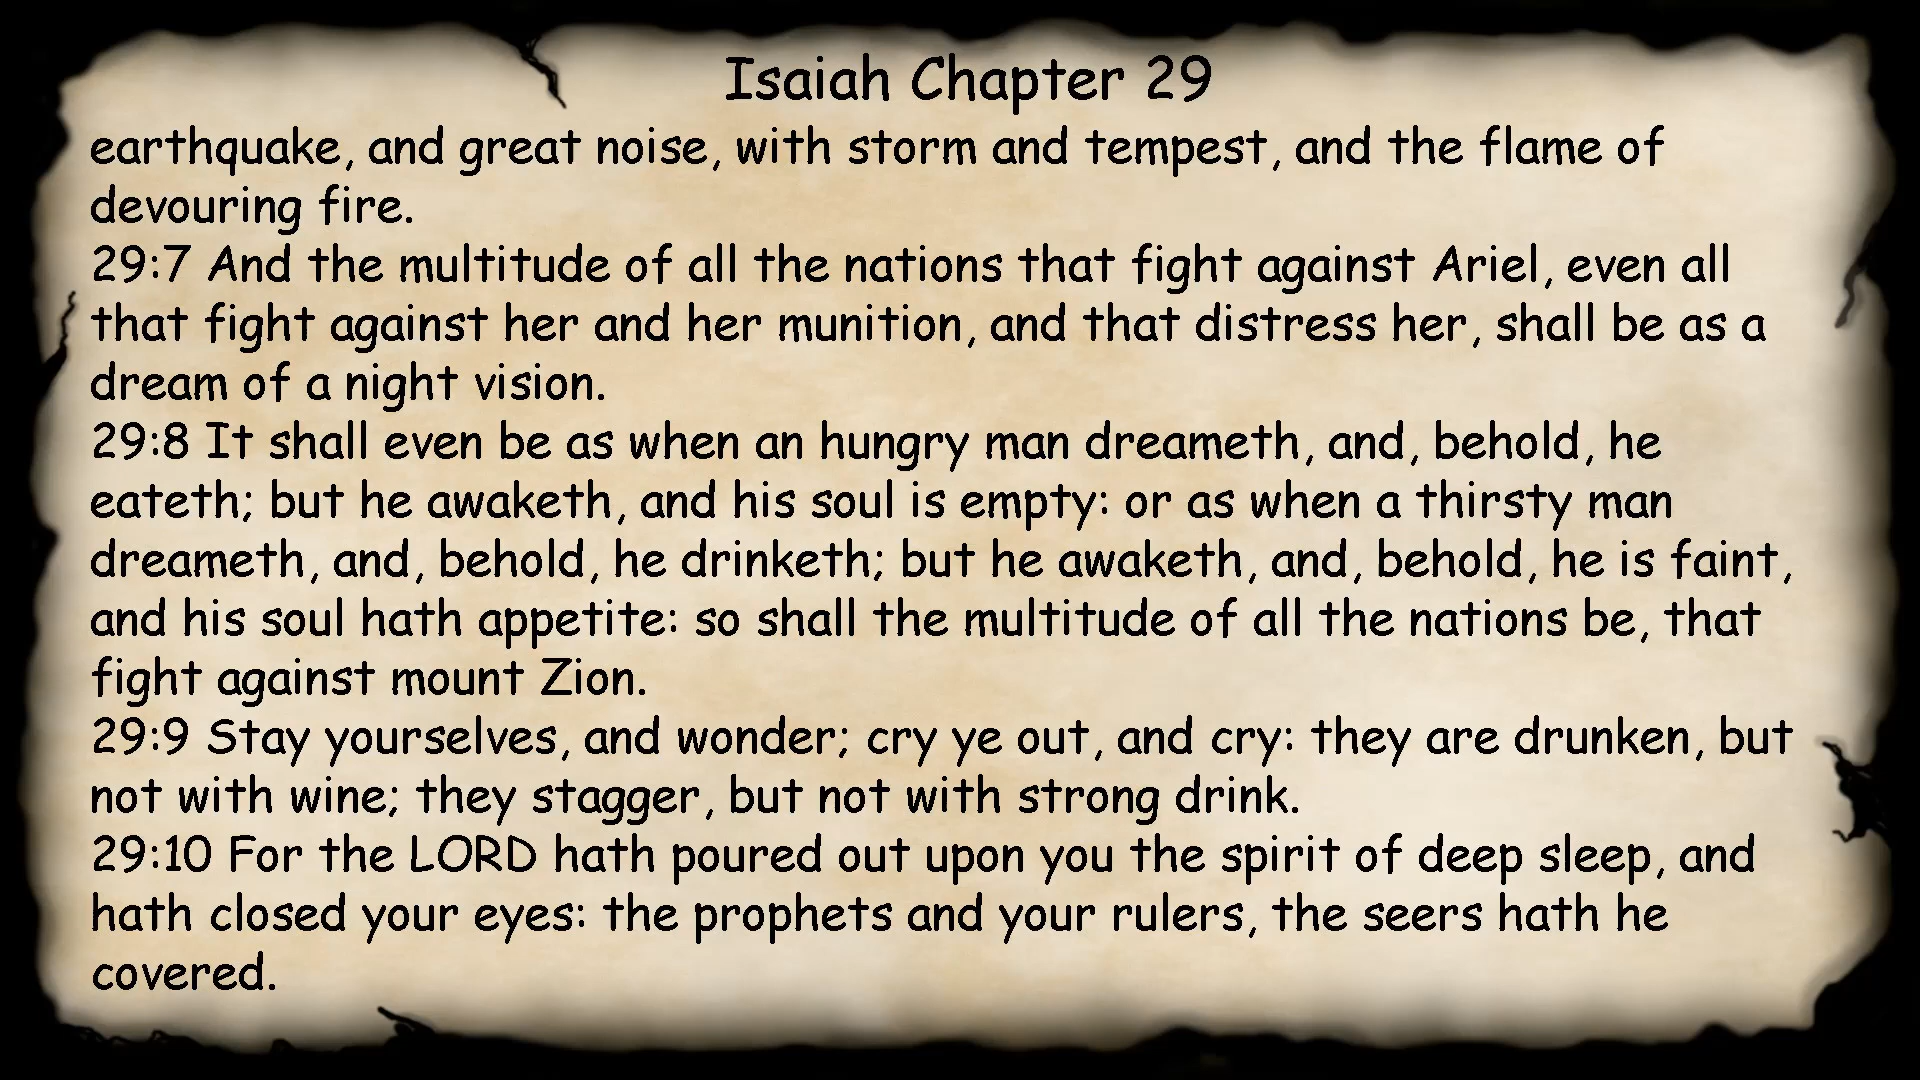 Isaiah Chapter 29
earthquake, and great noise, with storm and tempest, and the flame of
devouring fire.
29:7 And the multitude of all the nations that fight against Ariel, even all
that fight against her and her munition, and that distress her, shall be as a
dream of a night vision.
29:8 It shall even be as when an hungry man dreameth, and, behold, he
eateth; but he awaketh, and his soul is empty: or as when a thirsty man
dreameth, and, behold, he drinketh; but he awaketh, and, behold, he is faint,
and his soul hath appetite: so shall the multitude of all the nations be, that
fight against mount Zion.
29:9 Stay yourselves, and wonder; cry ye out, and cry: they are drunken, but
not with wine; they stagger, but not with strong drink.
29:10 For the LORD hath poured out upon you the spirit of deep sleep, and
hath closed your eyes: the prophets and your rulers, the seers hath he
covered.